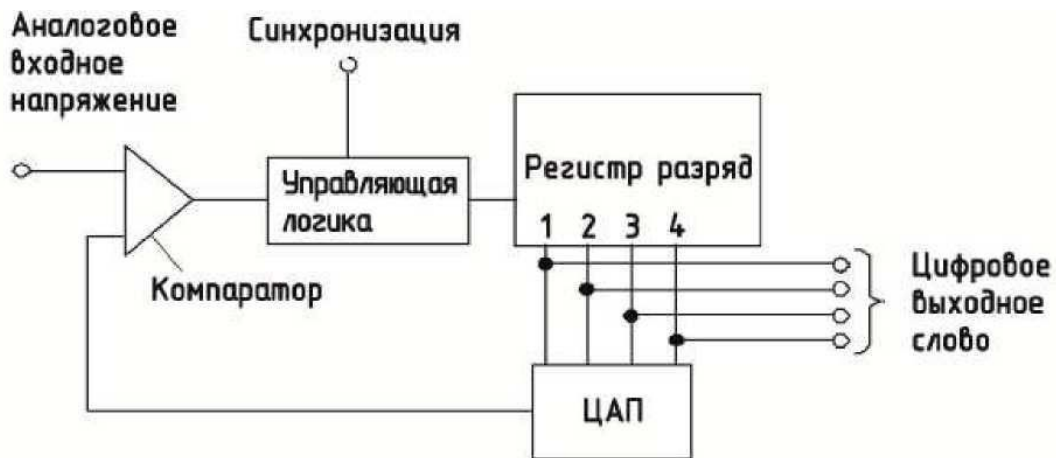 Аналоговое
входное
напряжение
Синхронизация
Управляющая
логика
Регистр разряд
1 2 3 4
Компаратор
Цифровое
выходное
слово
ЦАП